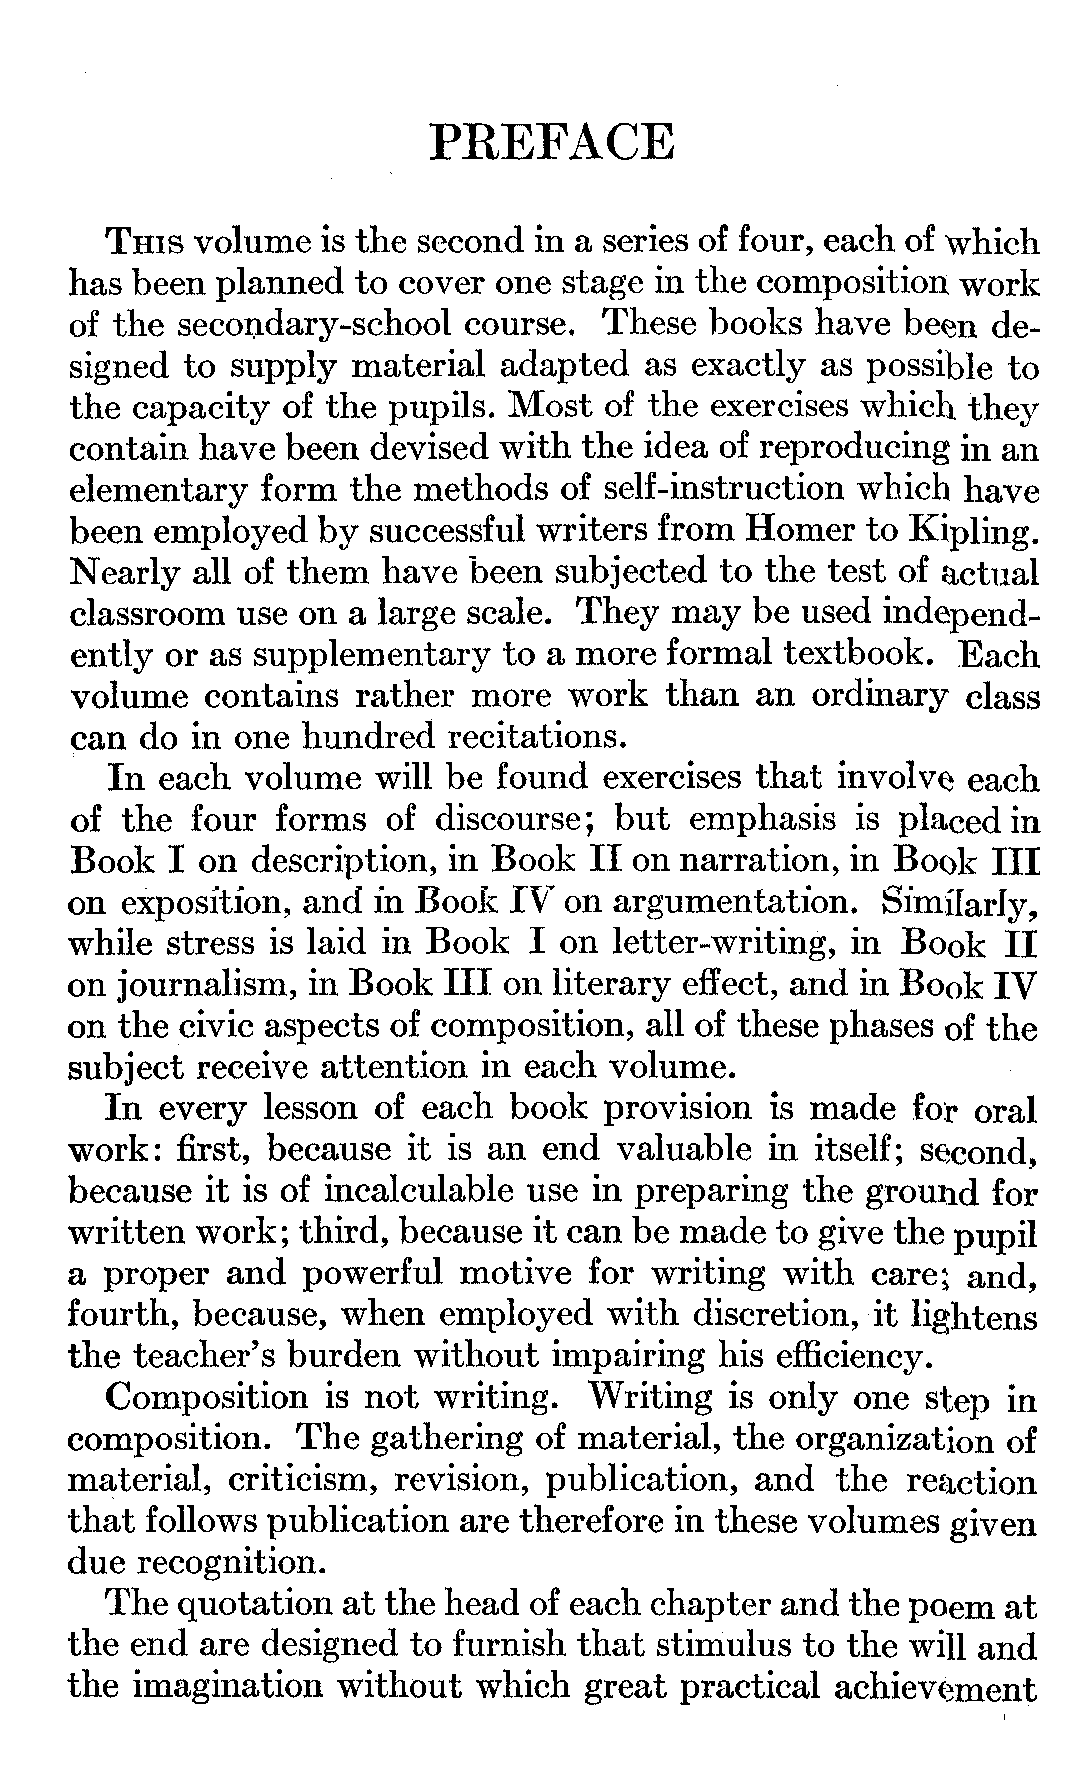 PREFACE
THIS volume is the second in a series of four, each of which
has been planned to cover one stage in the composition work
of the secondary-school course. These books have been de-
signed to supply material adapted as exactly as possible to
the capacity of the pupils. Most of the exercises which they
contain have been devised with the idea of reproducing in an
elementary form the methods of self-instruction which have
been employed by successful writers from Homer to Kipling.
Nearly all of them have been subjected to the test of actual
classroom use on a large scale. They may be used independ-
ently or as supplementary to a more formal textbook. Each
volume contains rather more work than an ordinary class
can do in one hundred recitations.
In each volume will be found exercises that involve each
of the four forms of discourse; but emphasis is placed in
Book I on description, in Book II on narration, in Book III
on exposition, and in Book IV on argumentation. Similarly,
while stress is laid in Book I on letter-writing, in Book II
on journalism, in Book III on literary effect, and in Book IV
on the civic aspects of composition, all of these phases of the
subject receive attention in each volume.
In every lesson of each book provision is made for oral
work: first, because it is an end valuable in itself; second,
because it is of incalculable use in preparing the ground for
written work; third, because it can be made to give the pupil
a proper and powerful motive for writing with care; and,
fourth, because, when employed with discretion, it lightens
the teacher's burden without impairing his efficiency.
Composition is not writing. Writing is only one step in
composition. The gathering of material, the organization of
material, criticism, revision, publication, and the reaction
that follows publication are therefore in these volumes given
due recognition.
The quotation at the head of each chapter and the poem at
the end are designed to furnish that stimulus to the will and
the imagination without which great practical achievement